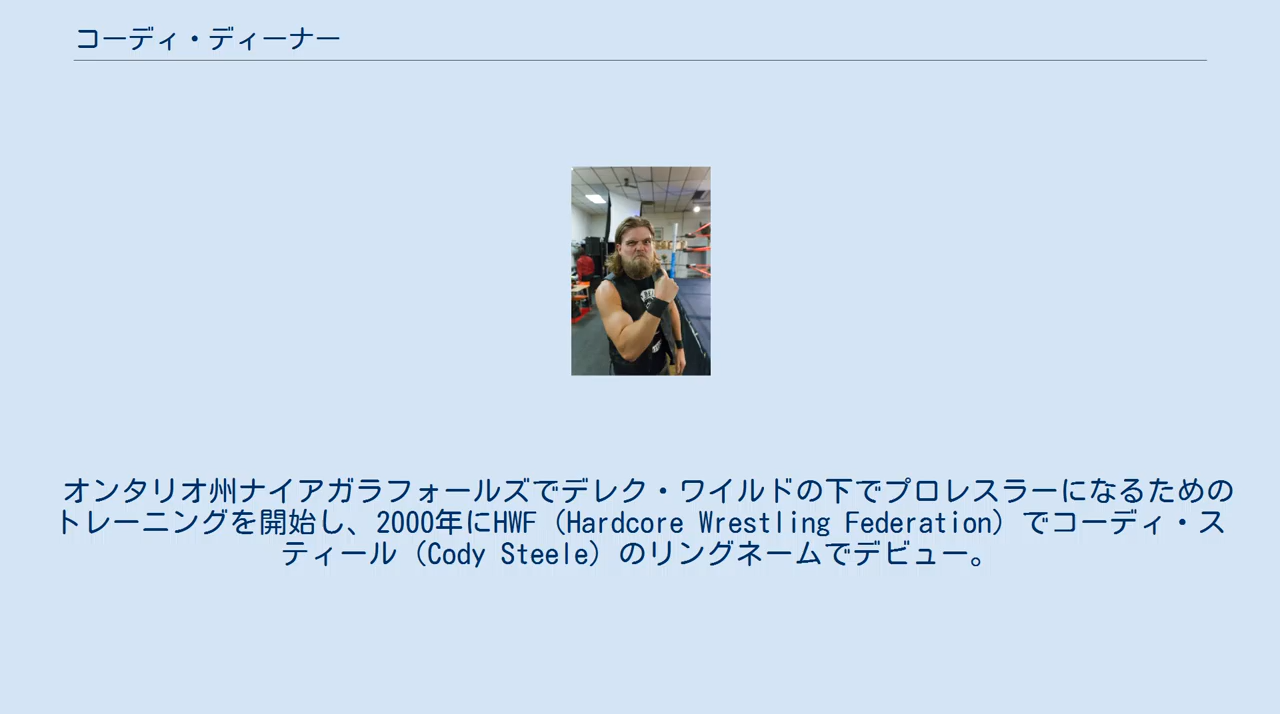 コーディ・ディーナー
オンタリオ州ナイアガラフォールズでデレク・ワイルドの下でプロレスラーになるための
トレーニングを開始し、2000年にHWF（Hardcore Wrestling Federation）でコーディ・ス
ティール（Cody Steele）のリングネームでデビュー。